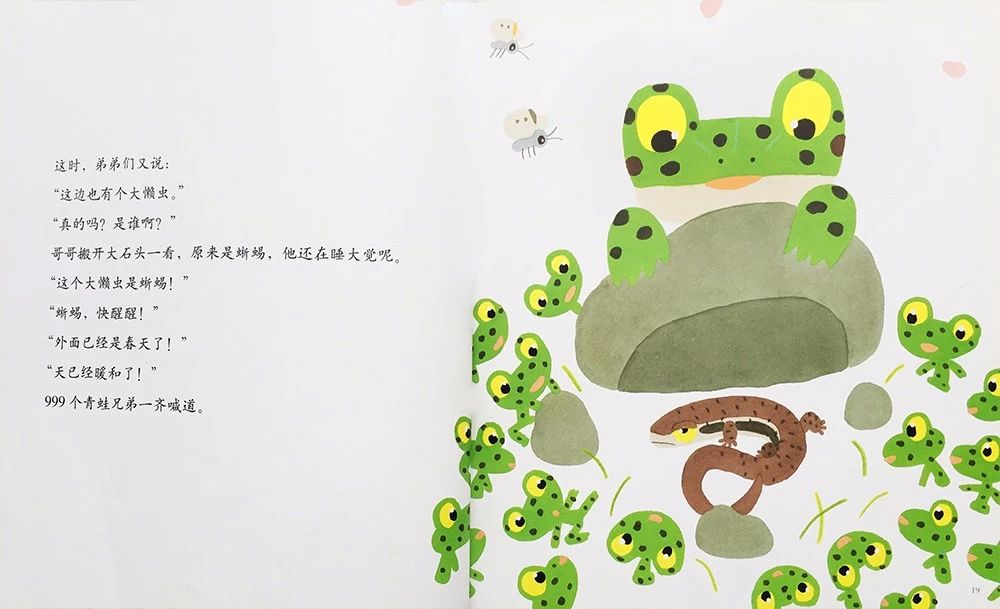 这时，弟弟们又说：
“这边也有个大懒虫。”
“真的吗？是谁啊？”
哥哥搬开大石头一看，原来是蜥蜴，他还在睡大觉呢。
“这个大懒虫是蜥蜴！”
“蜥蜴，快醒醒！”
“外面已经是春天了！”
“天已经暖和了！”
999 个青蛙兄弟一齐喊道。
19